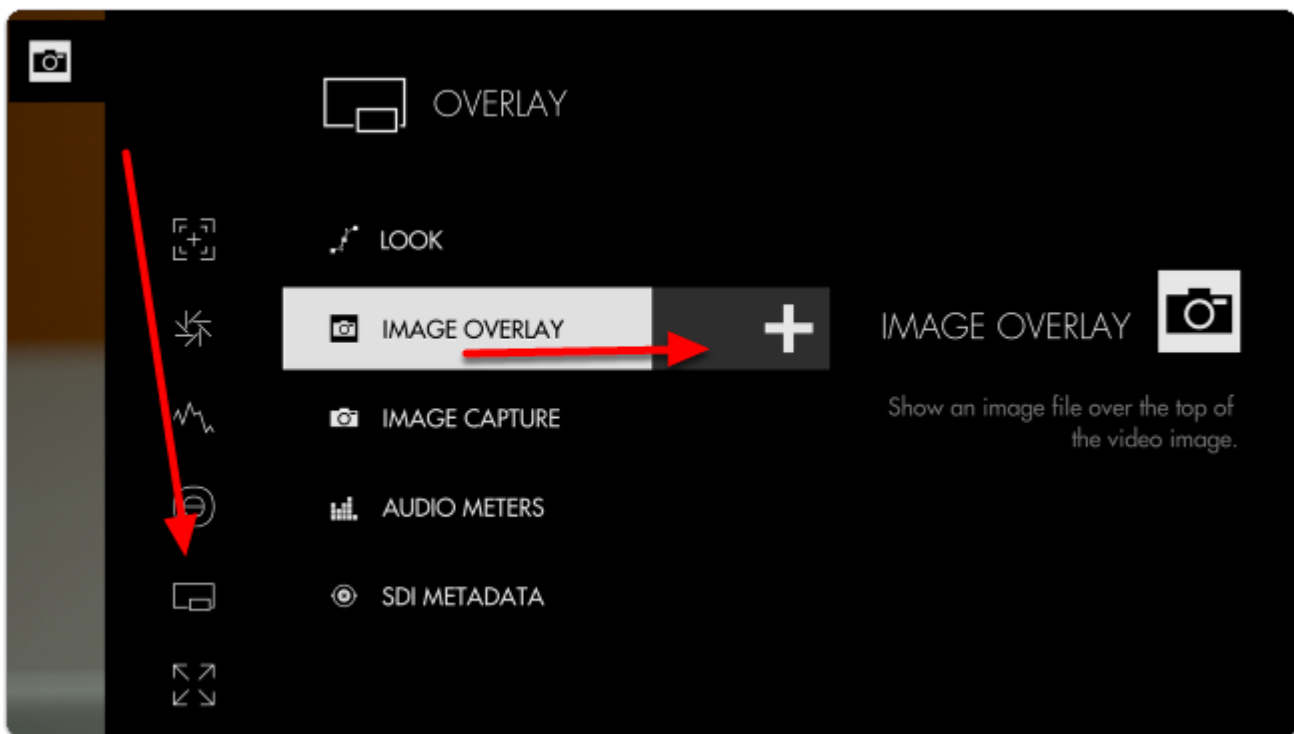 OVERLAY
LOOK
IMAGE OVERLAY
IMAGE CAPTURE
AUDIO METERS
SDI METADATA
IMAGE OVERLAY
Show an image file over the top of
the video image.